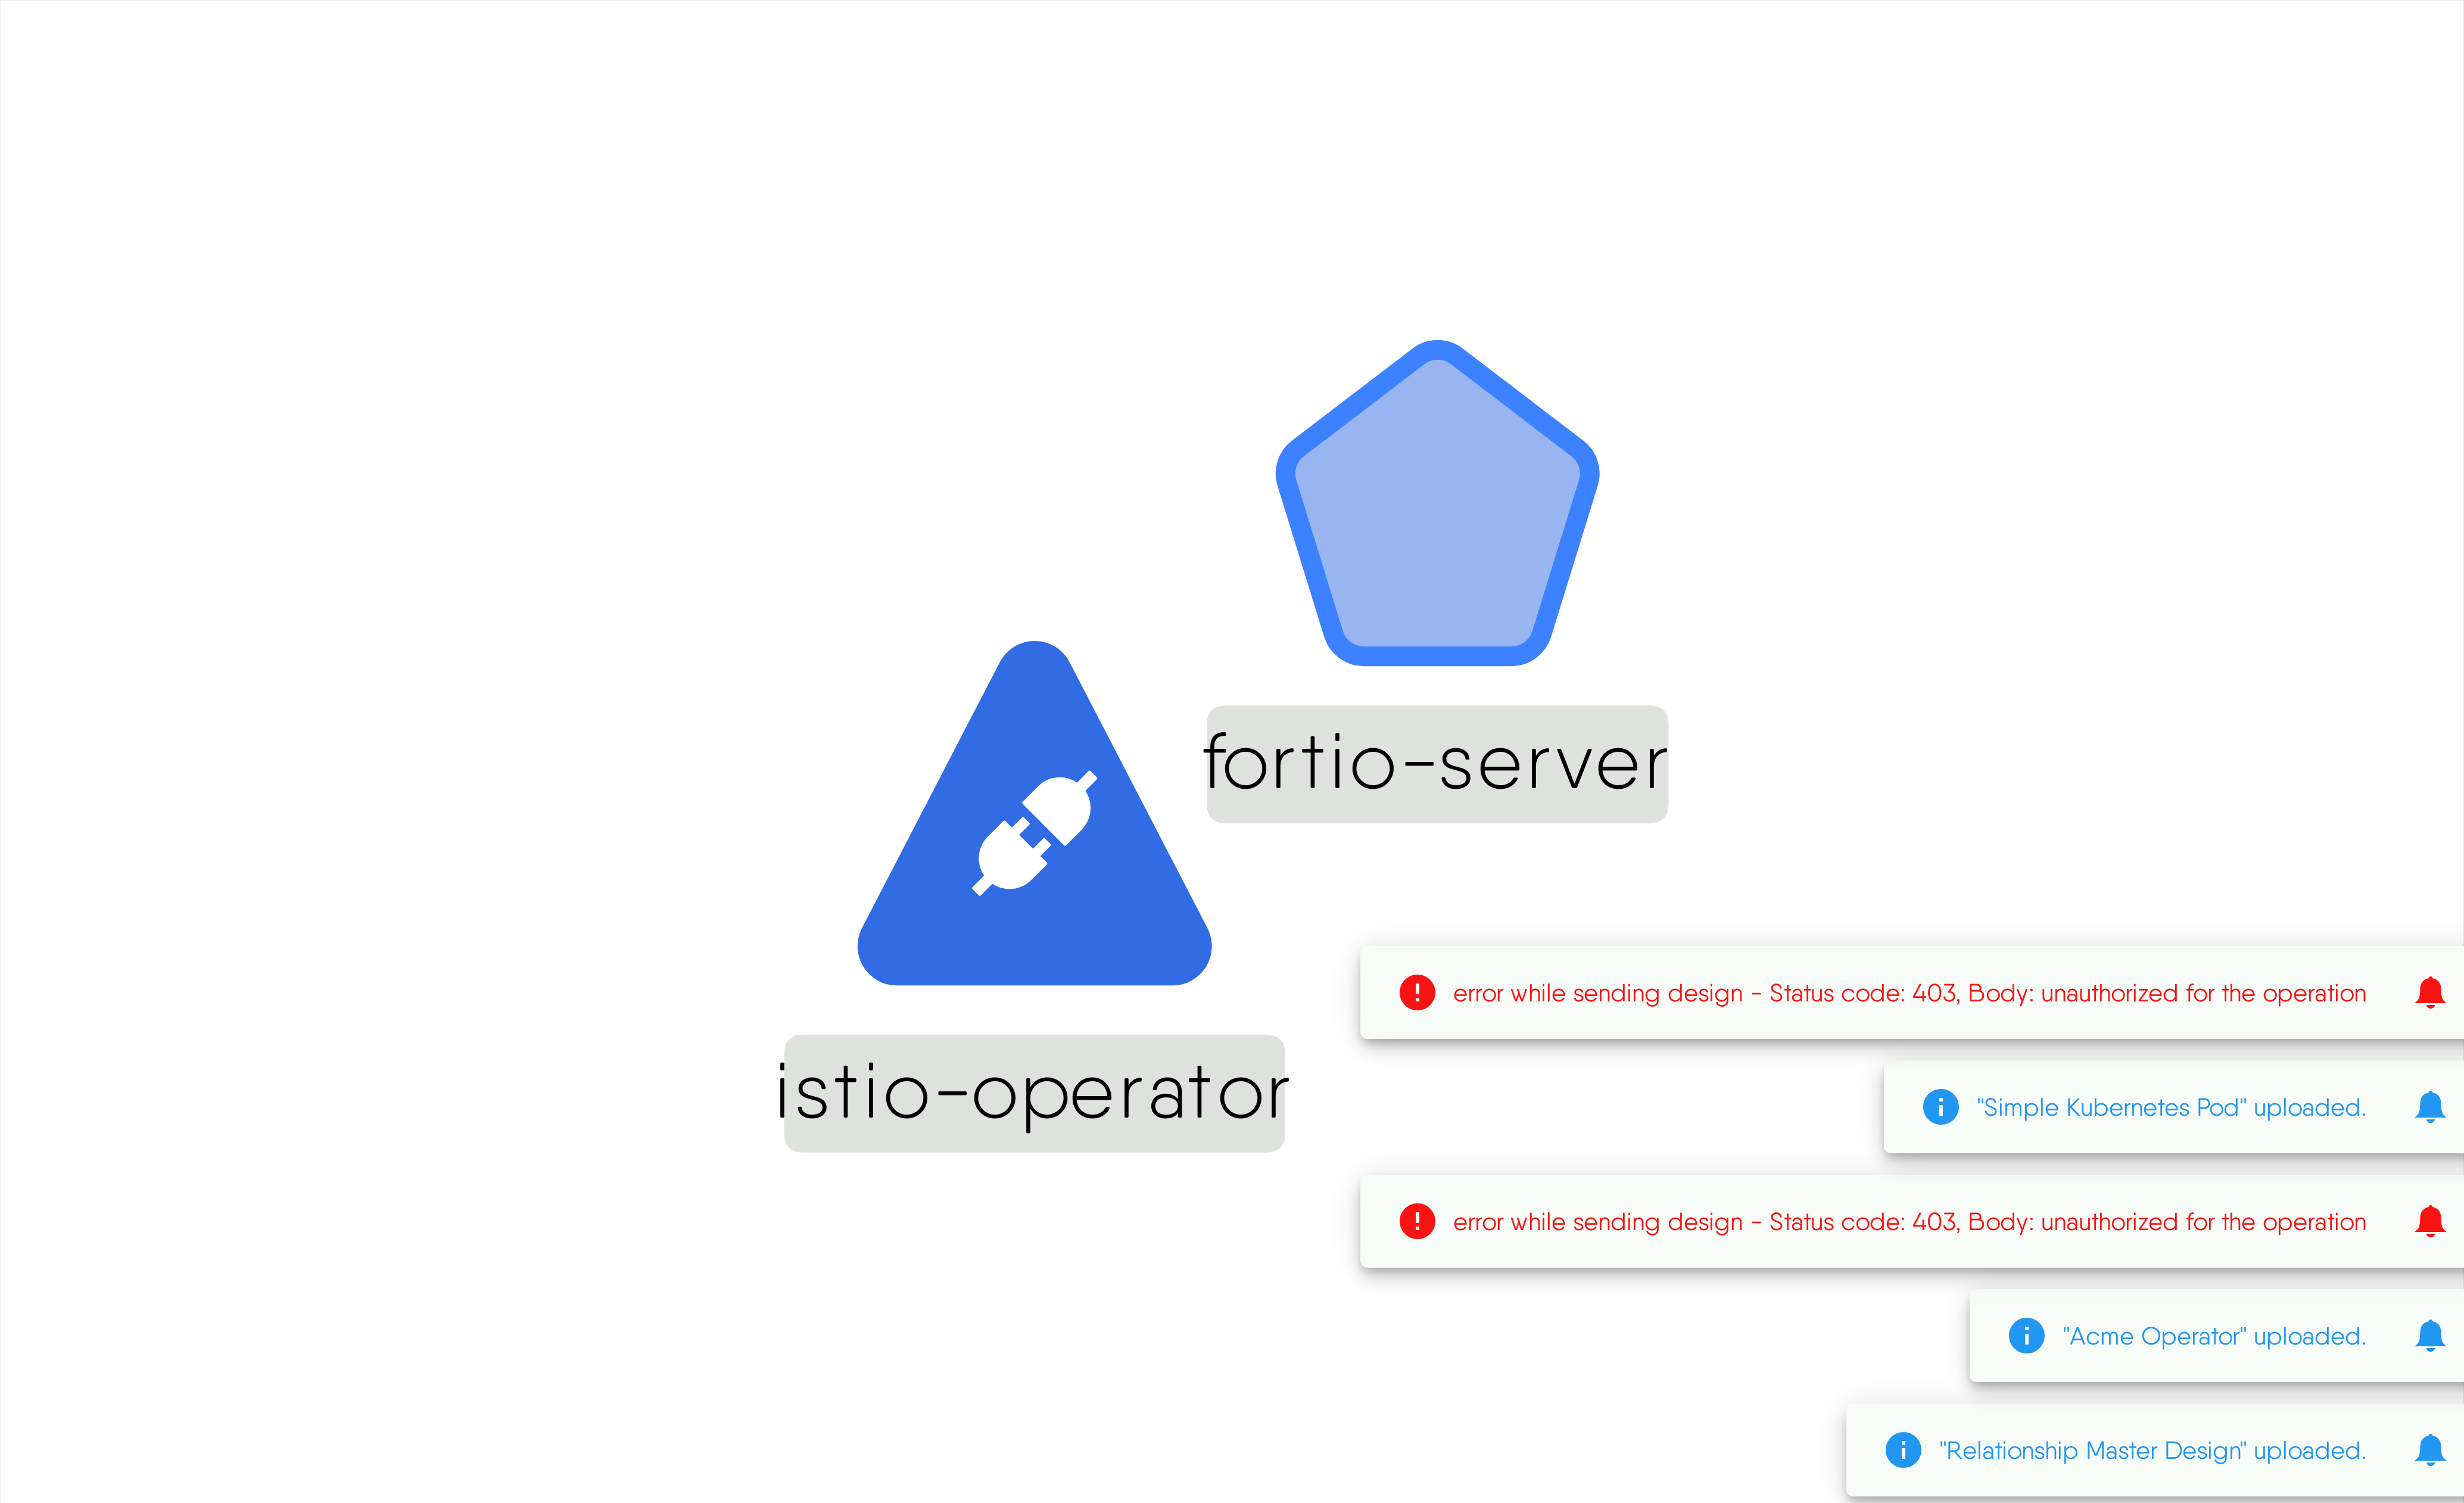 fortio-server
istio-operator
error while sending design - Status code: 403, Body: unauthorized for the operation
"Simple Kubernetes Pod" uploaded.
error while sending design - Status code: 403, Body: unauthorized for the operation
"Acme Operator" uploaded.
"Relationship Master Design" uploaded.